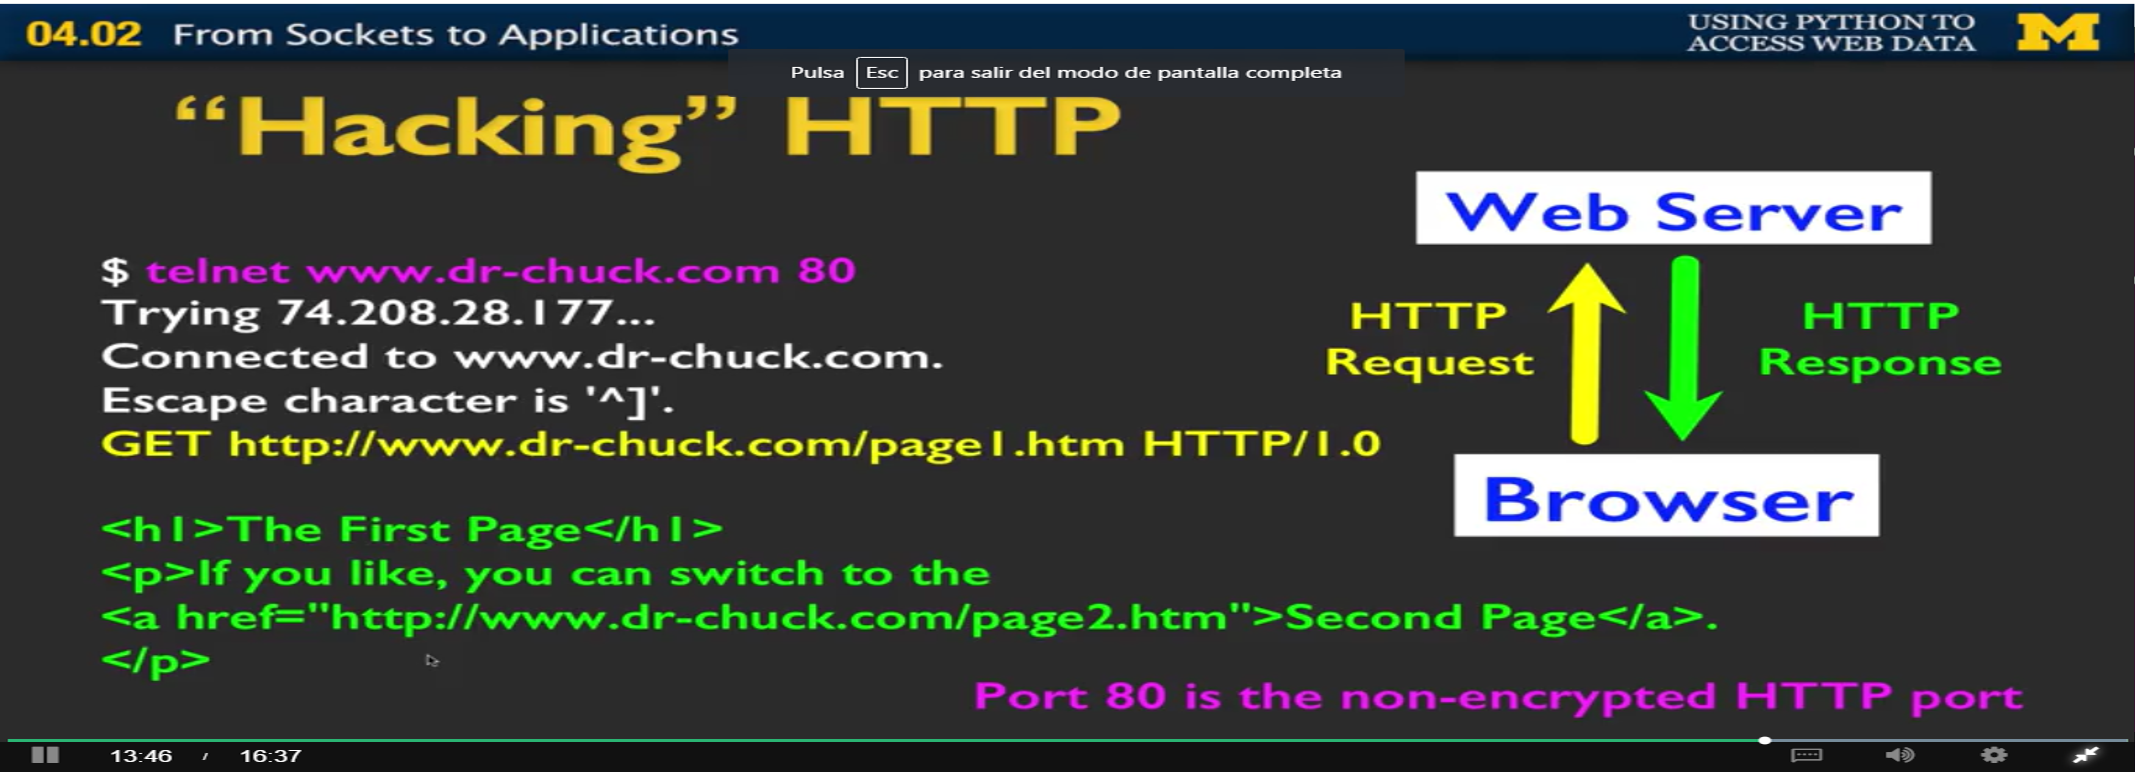 04.02 From Sockets to Applications
USING PYTHON TO
ACCESS WEB DATA
M
Pulsa Esc para salir del modo de pantalla completa
“Hacking” HTTP
$ telnet www.dr-chuck.com 80
Trying 74.208.28.177...
Connected to www.dr-chuck.com.
Escape character is '^]'.
GET http://www.dr-chuck.com/page1.htm HTTP/1.0
<h1>The First Page</h1>
<p>If you like, you can switch to the
<a href="http://www.dr-chuck.com/page2.htm">Second Page</a>.
</p>
Web Server
HTTP
Request
HTTP
Response
Browser
Port 80 is the non-encrypted HTTP port
13:46 / 16:37